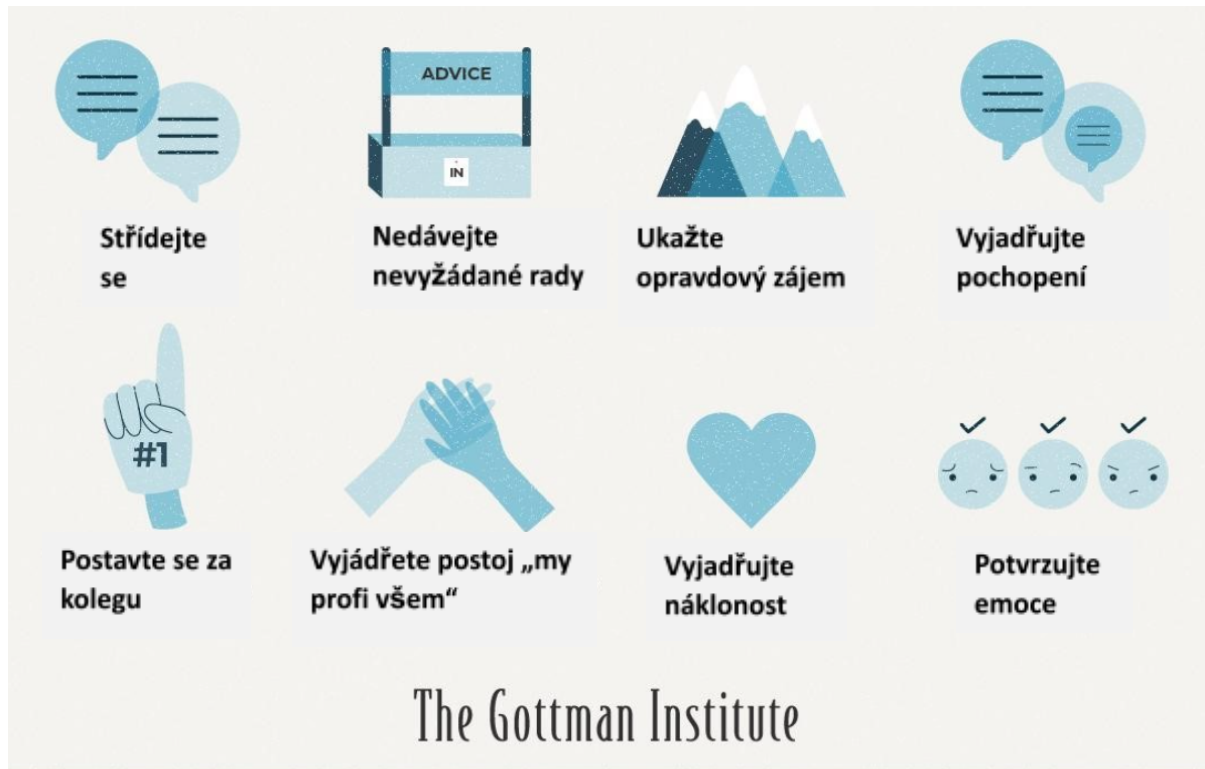 ADVICE
IN
Střídejte
se
Nedávejte
nevyžádané rady
Ukažte
opravdový zájem
Vyjadřujte
pochopení
#1
Postavte se za
kolegu
Vyjádřete postoj „my
profi všem“
Vyjadřujte
náklonost
Potvrzujte
emoce
The Gottman Institute